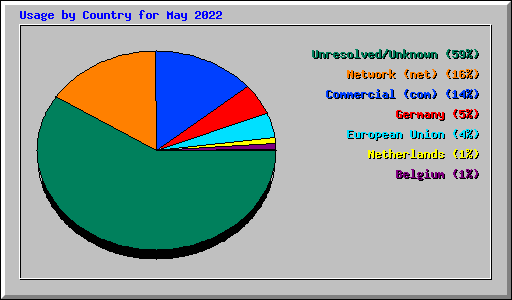 Usage by Country for May 2022
Unresolved/Unknown (59%)
Network (net) (16%)
Commercial (com) (14%)
Germany (5%)
European Union (4%)
Netherlands (1%)
Belgium (1%)